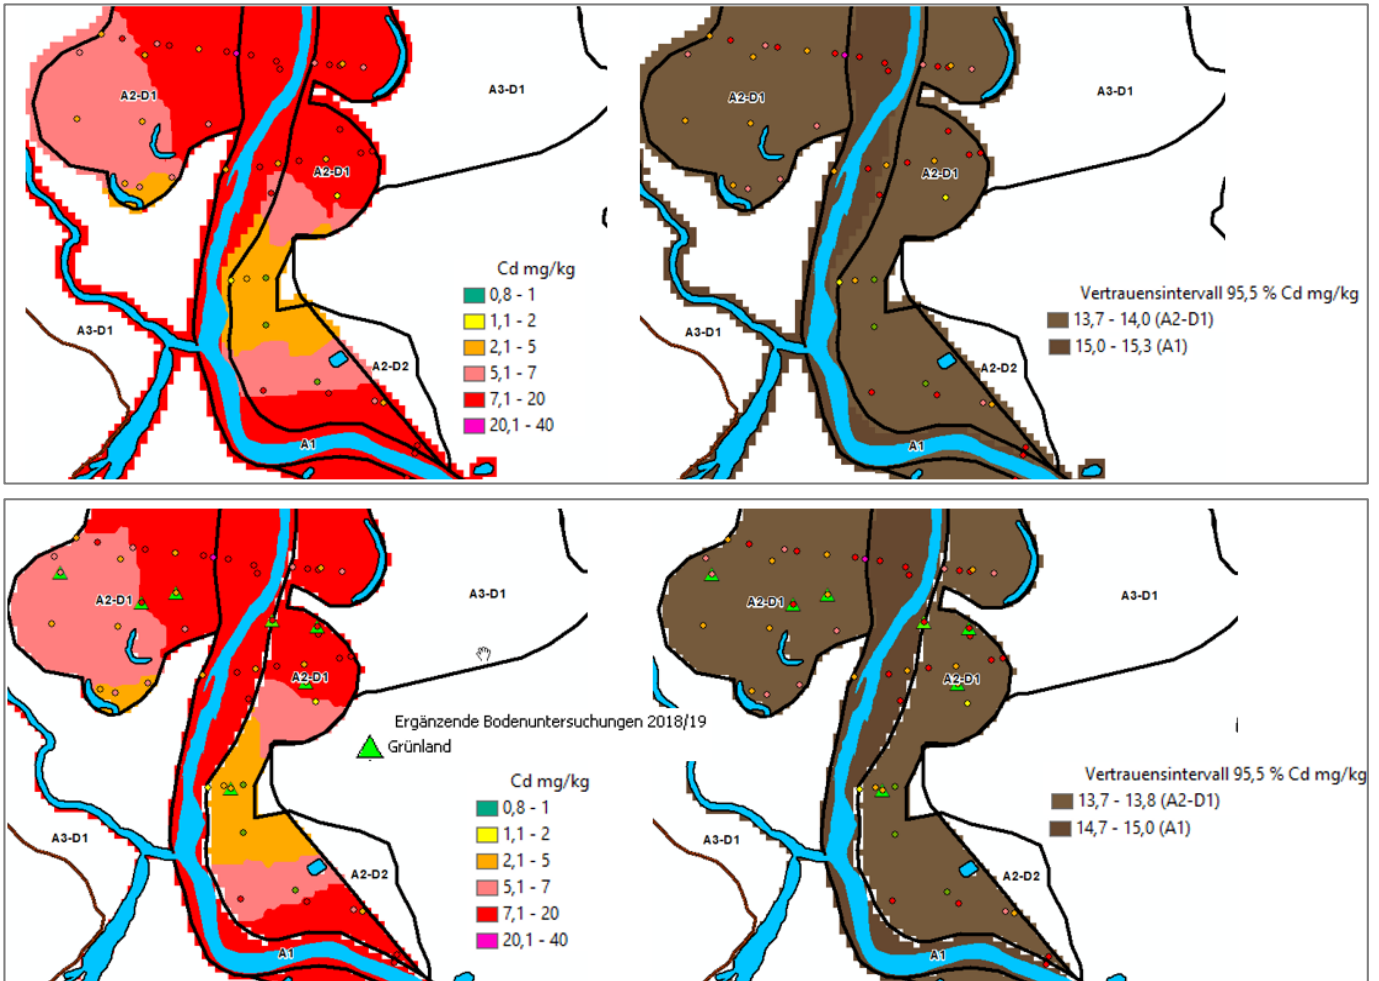 A2-D1
A3-D1
A2-D1
A3-D1
A2-D2
A1
Cd mg/kg
0,8 - 1
1,1 - 2
2,1 - 5
5,1 - 7
7,1 - 20
20,1 - 40
A2-D1
A3-D1
A2-D1
A3-D1
A2-D2
A1
Vertrauensintervall 95,5 % Cd mg/kg
13,7 - 14,0 (A2-D1)
15,0 - 15,3 (A1)
A2-D1
A3-D1
A2-D1
A3-D1
A2-D2
A1
Ergänzende Bodenuntersuchungen 2018/19
Grünland
Cd mg/kg
0,8 - 1
1,1 - 2
2,1 - 5
5,1 - 7
7,1 - 20
20,1 - 40
A2-D1
A3-D1
A2-D1
A3-D1
A2-D2
A1
Vertrauensintervall 95,5 % Cd mg/kg
13,7 - 13,8 (A2-D1)
14,7 - 15,0 (A1)